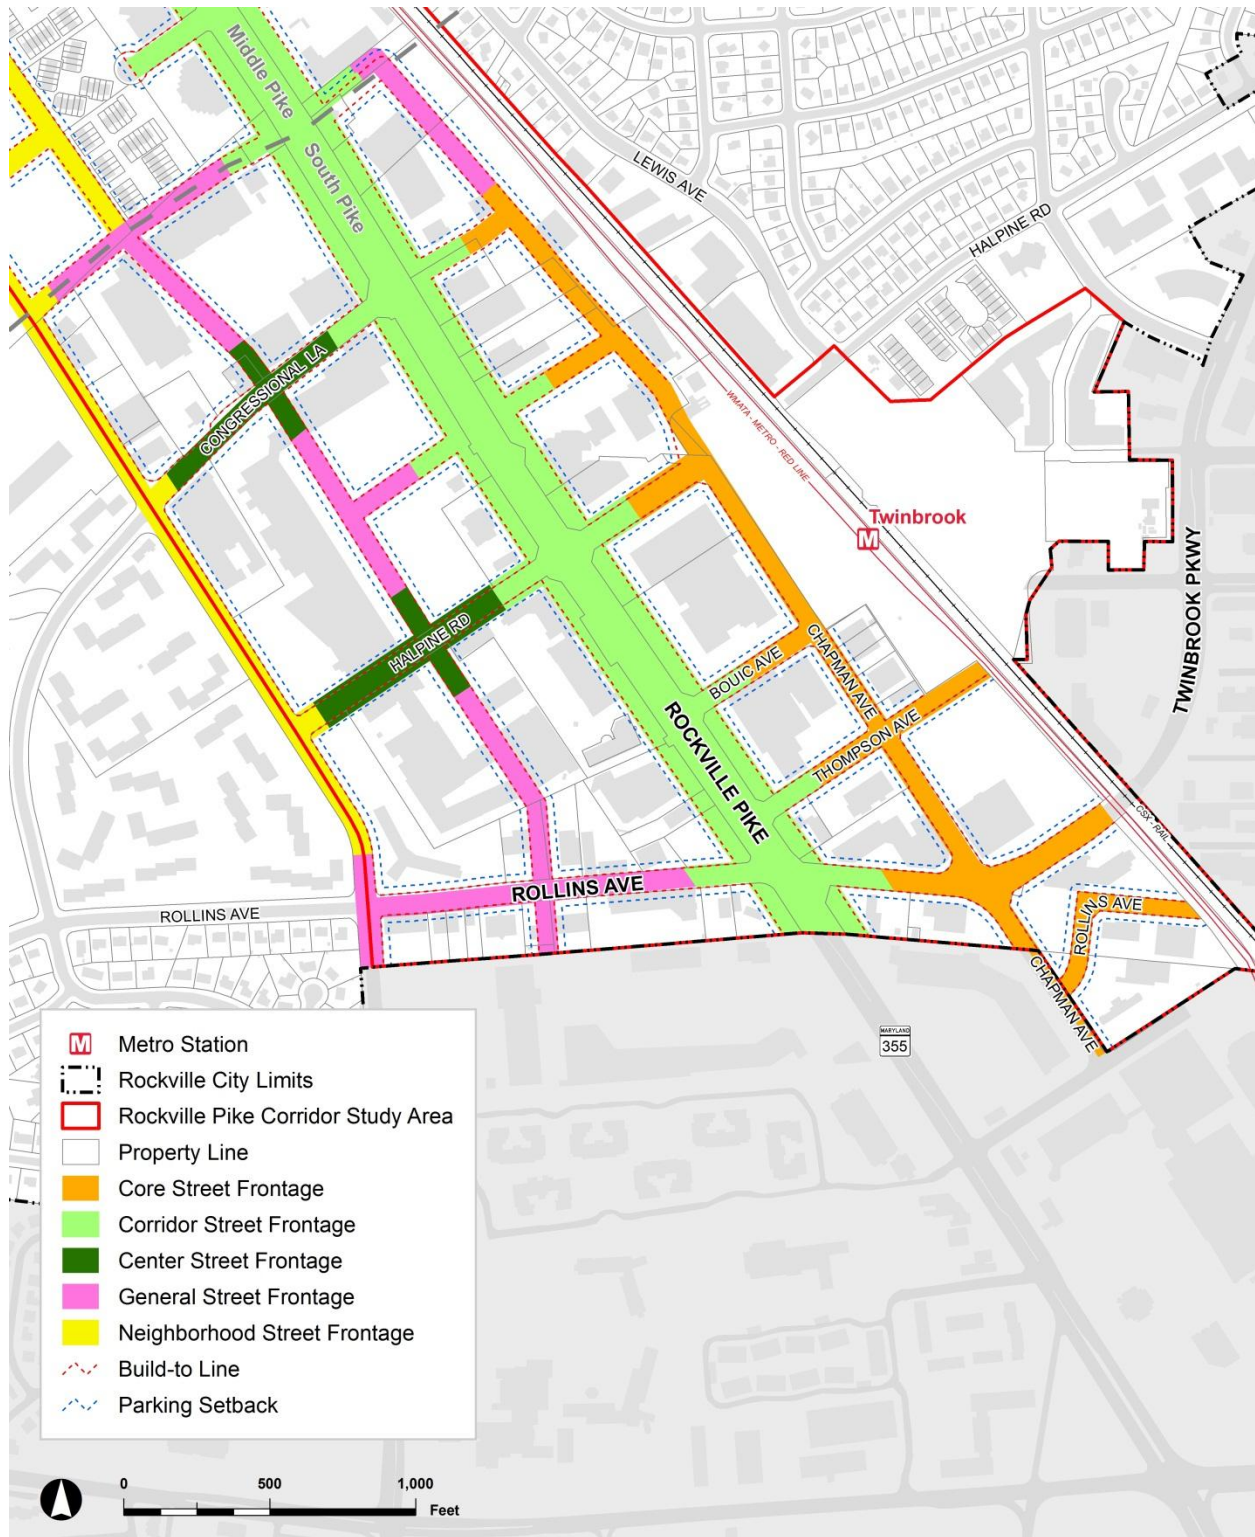 Middle Pike
South Pike
LEWIS AVE
HALPINE RD
CONGRESSIONAL LA
WMATA - METRO - RED LINE
Twinbrook
M
TWINBROOK PKWY
HALPINE RD
CHAPMAN AVE
BOUIC AVE
THOMPSON AVE
ROCKVILLE PIKE
CSX - RAIL
ROLLINS AVE
ROLLINS AVE
ROLLINS AVE
CHAPMAN AVE
MARYLAND
355
M Metro Station
Rockville City Limits
Rockville Pike Corridor Study Area
Property Line
Core Street Frontage
Corridor Street Frontage
Center Street Frontage
General Street Frontage
Neighborhood Street Frontage
Build-to Line
Parking Setback
0 500 1,000
Feet